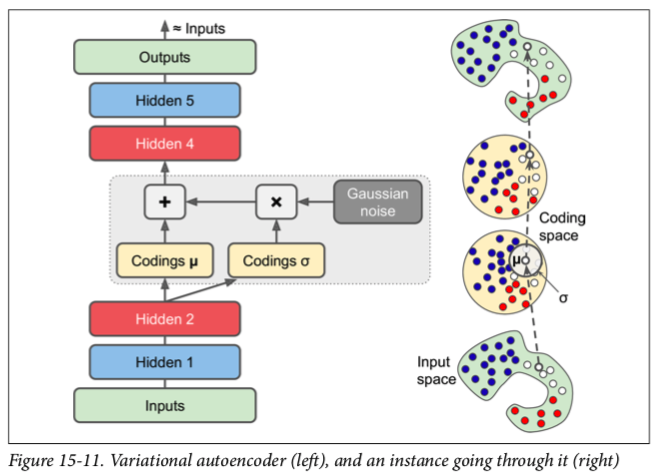 ≈ Inputs
Outputs
Hidden 5
Hidden 4
+
×
Gaussian
noise
Codings μ
Codings σ
Hidden 2
Hidden 1
Inputs
Coding
space
μ
σ
Input
space
Figure 15-11. Variational autoencoder (left), and an instance going through it (right)